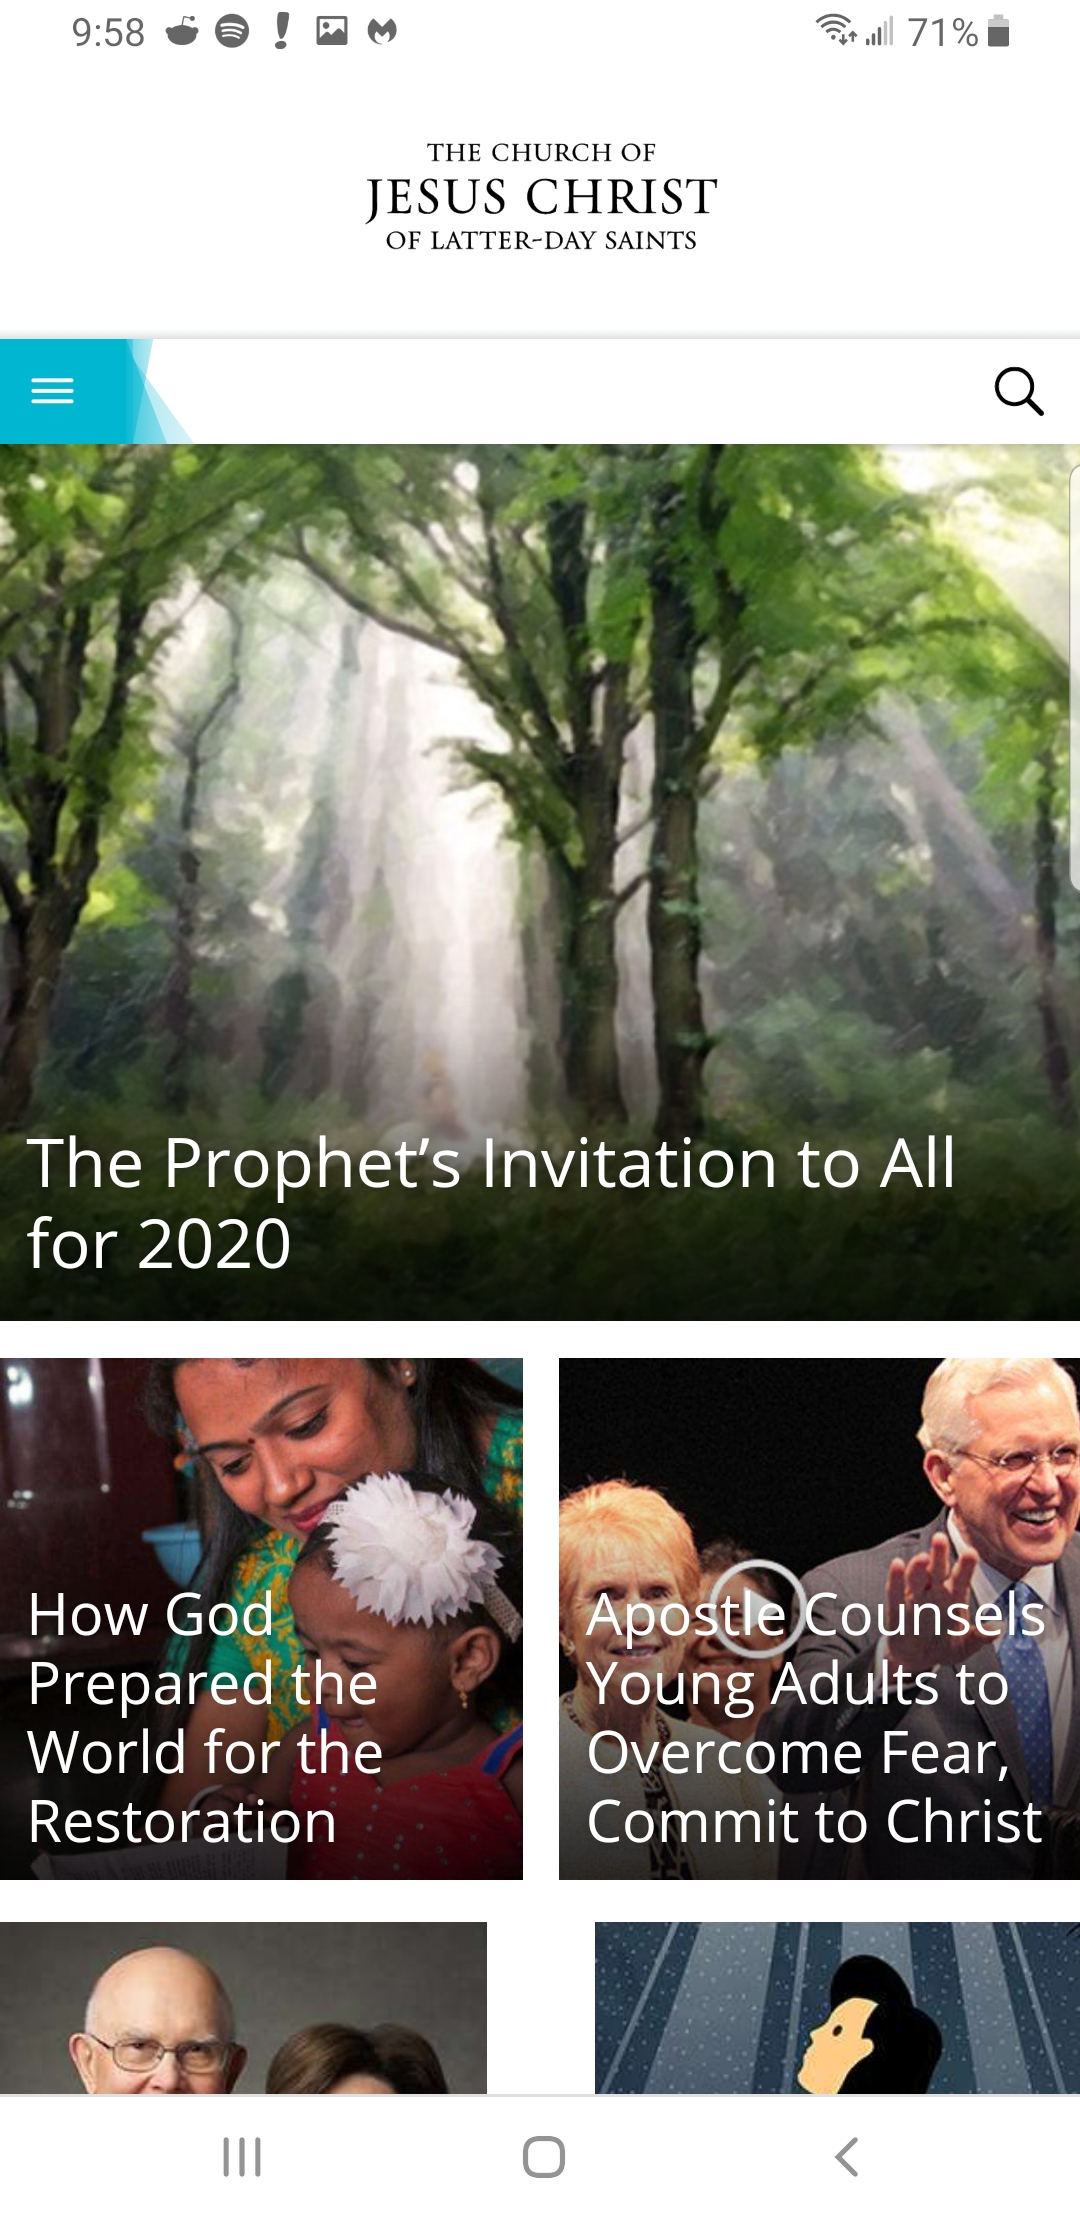 9:58
71%
THE CHURCH OF
JESUS CHRIST
OF LATTER-DAY SAINTS
The Prophet’s Invitation to All
for 2020
How God
Prepared the
World for the
Restoration
Apostle Counsels
Young Adults to
Overcome Fear,
Commit to Christ